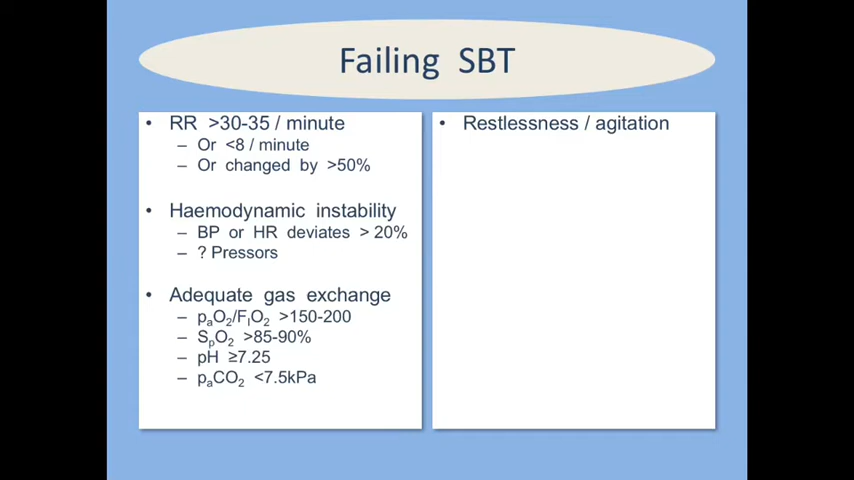 Failing SBT
• RR >30-35 / minute
– Or <8 / minute
– Or changed by >50%
• Haemodynamic instability
– BP or HR deviates > 20%
– ? Pressors
• Adequate gas exchange
– paO2/FIO2 >150-200
– SpO2 >85-90%
– pH ≥7.25
– paCO2 <7.5kPa
• Restlessness / agitation